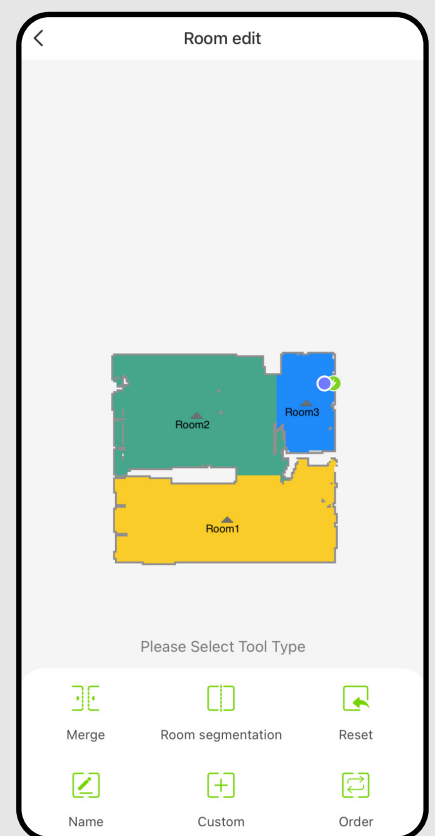 Room edit
Room2
Room3
Room1
Please Select Tool Type
Merge
Room segmentation
Reset
Name
Custom
Order